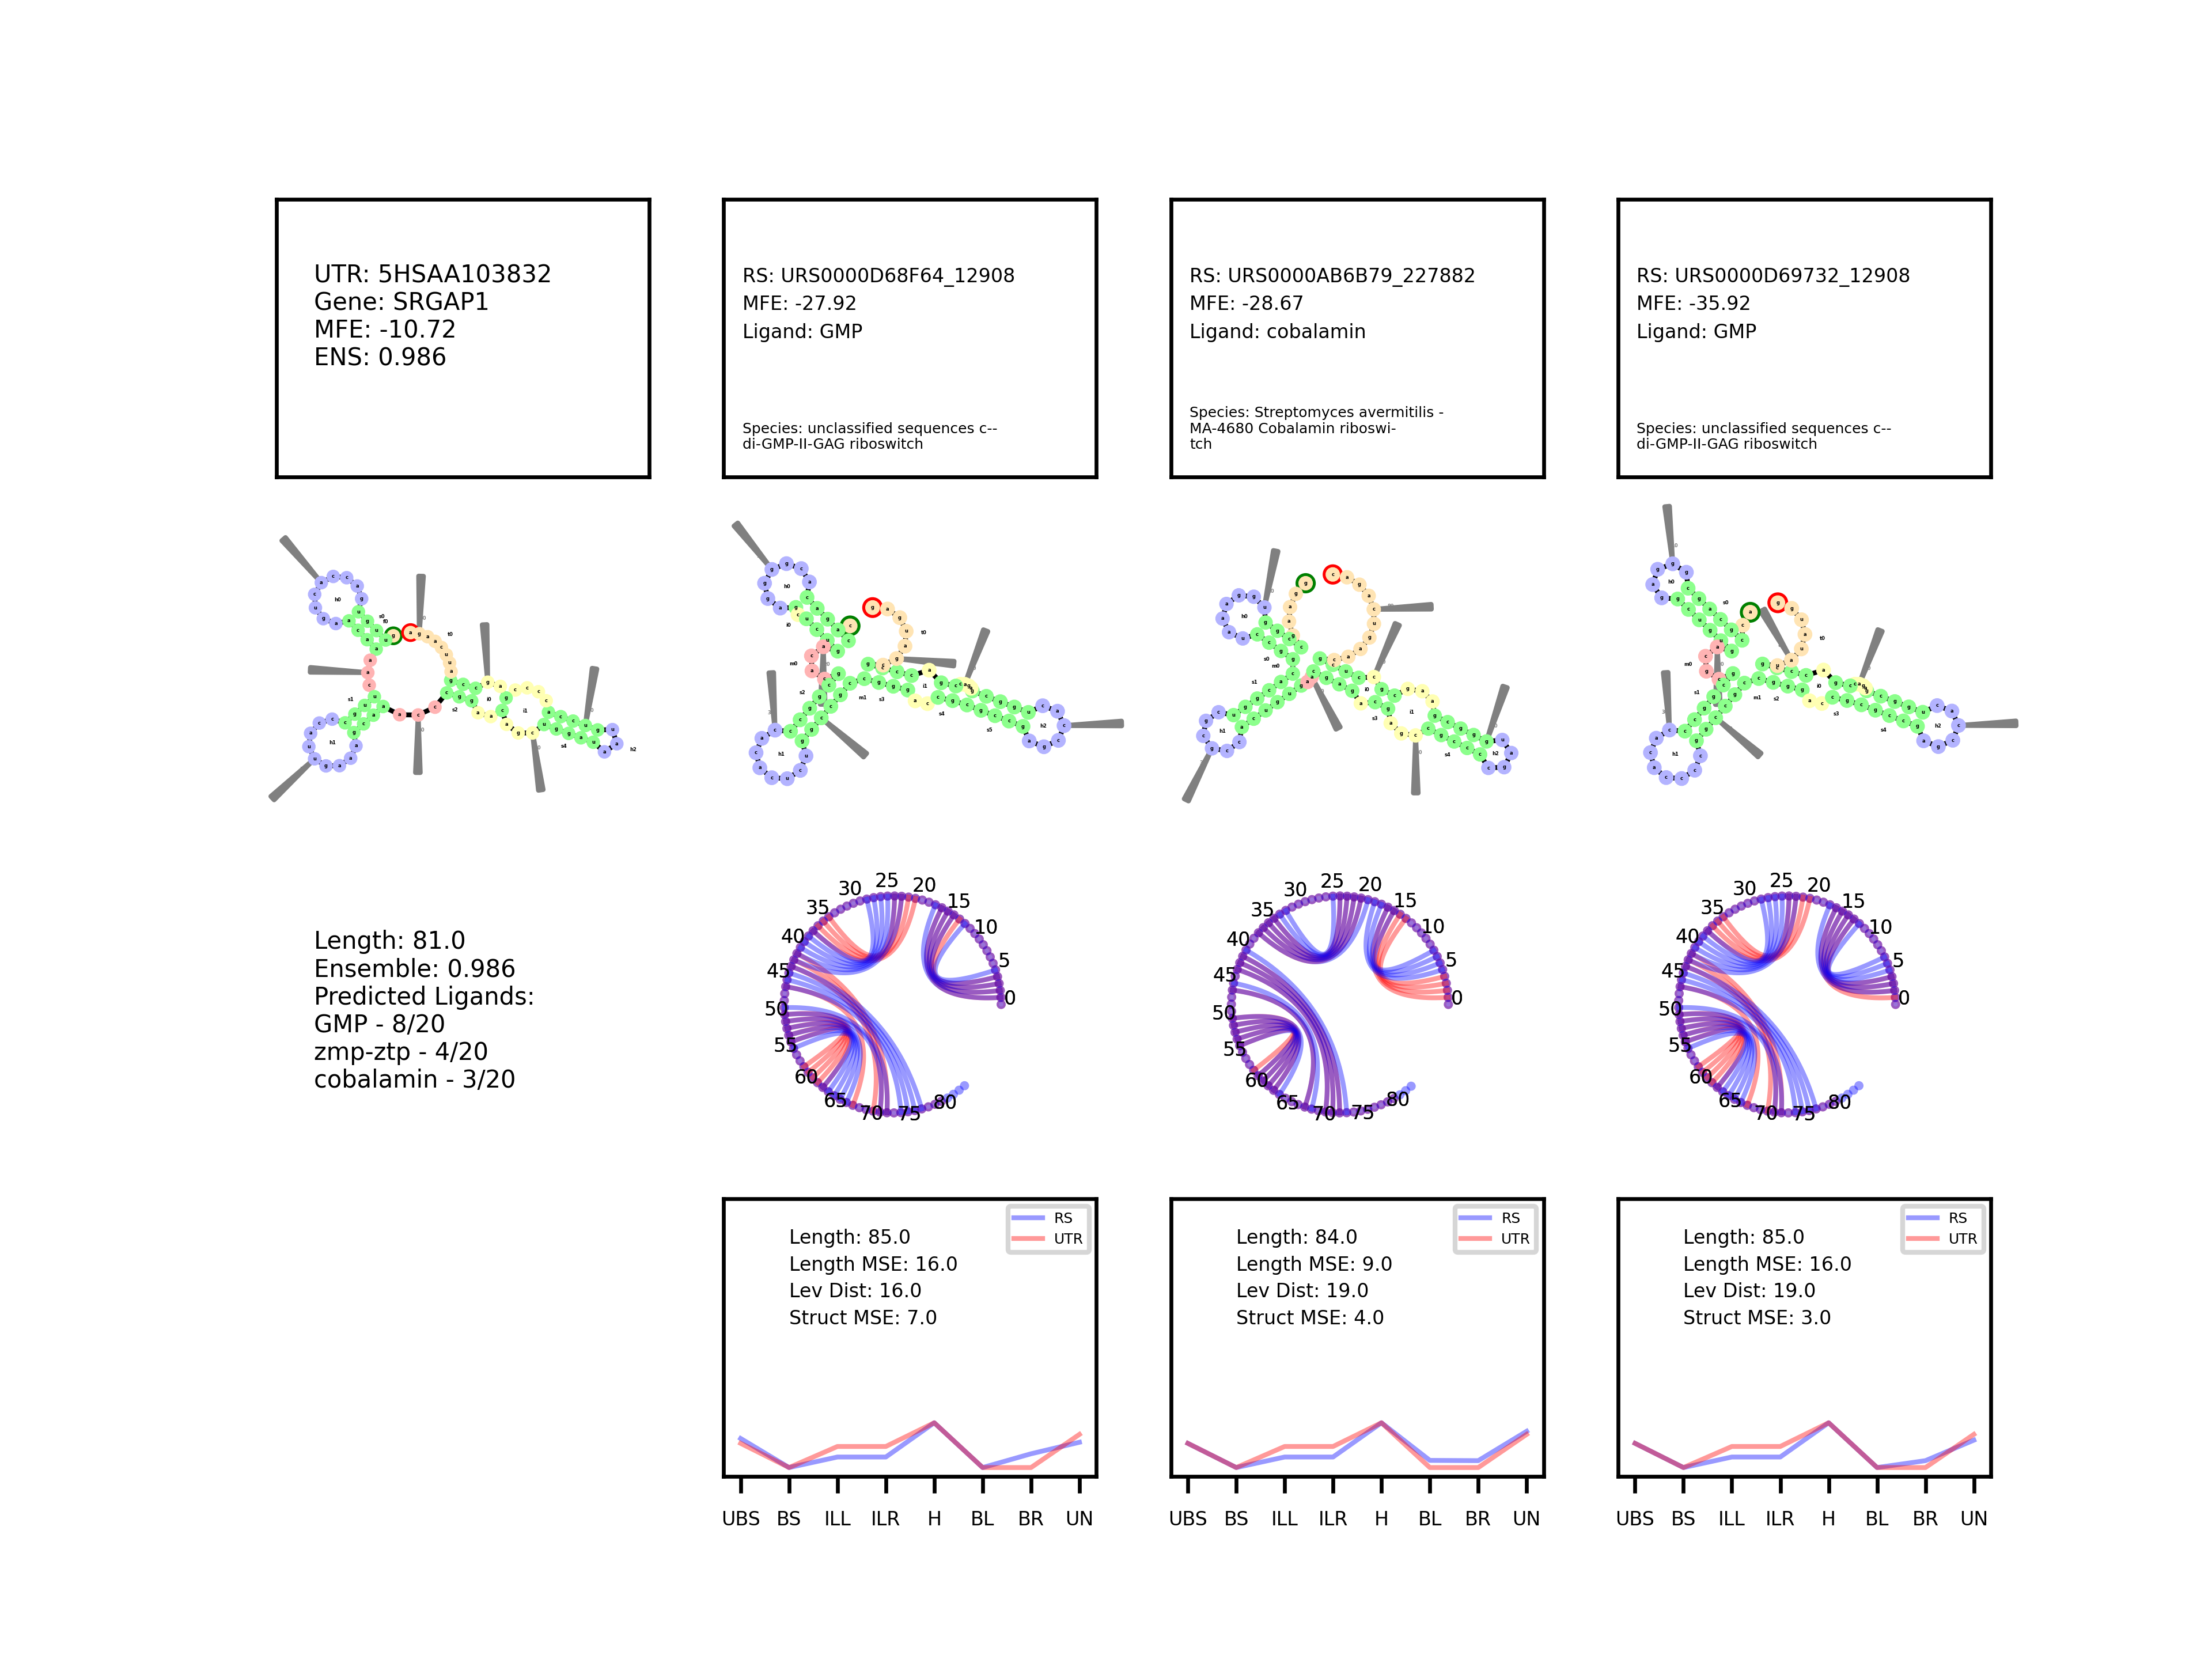 UTR: 5HSAA103832
Gene: SRGAP1
MFE: -10.72
ENS: 0.986
RS: URS0000D68F64_12908
MFE: -27.92
Ligand: GMP
Species: unclassified sequences c--
di-GMP-II-GAG riboswitch
RS: URS0000AB6B79_227882
MFE: -28.67
Ligand: cobalamin
Species: Streptomyces avermitilis -
MA-4680 Cobalamin riboswi-
tch
RS: URS0000D69732_12908
MFE: -35.92
Ligand: GMP
Species: unclassified sequences c--
di-GMP-II-GAG riboswitch
Length: 81.0
Ensemble: 0.986
Predicted Ligands:
GMP - 8/20
zmp-ztp - 4/20
cobalamin - 3/20
0 5 10 15 20 25 30 35 40 45 50 55 60 65 70 75 80
0 5 10 15 20 25 30 35 40 45 50 55 60 65 70 75 80
0 5 10 15 20 25 30 35 40 45 50 55 60 65 70 75 80
RS
UTR
Length: 85.0
Length MSE: 16.0
Lev Dist: 16.0
Struct MSE: 7.0
UBS BS ILL ILR H BL BR UN
RS
UTR
Length: 84.0
Length MSE: 9.0
Lev Dist: 19.0
Struct MSE: 4.0
UBS BS ILL ILR H BL BR UN
RS
UTR
Length: 85.0
Length MSE: 16.0
Lev Dist: 19.0
Struct MSE: 3.0
UBS BS ILL ILR H BL BR UN